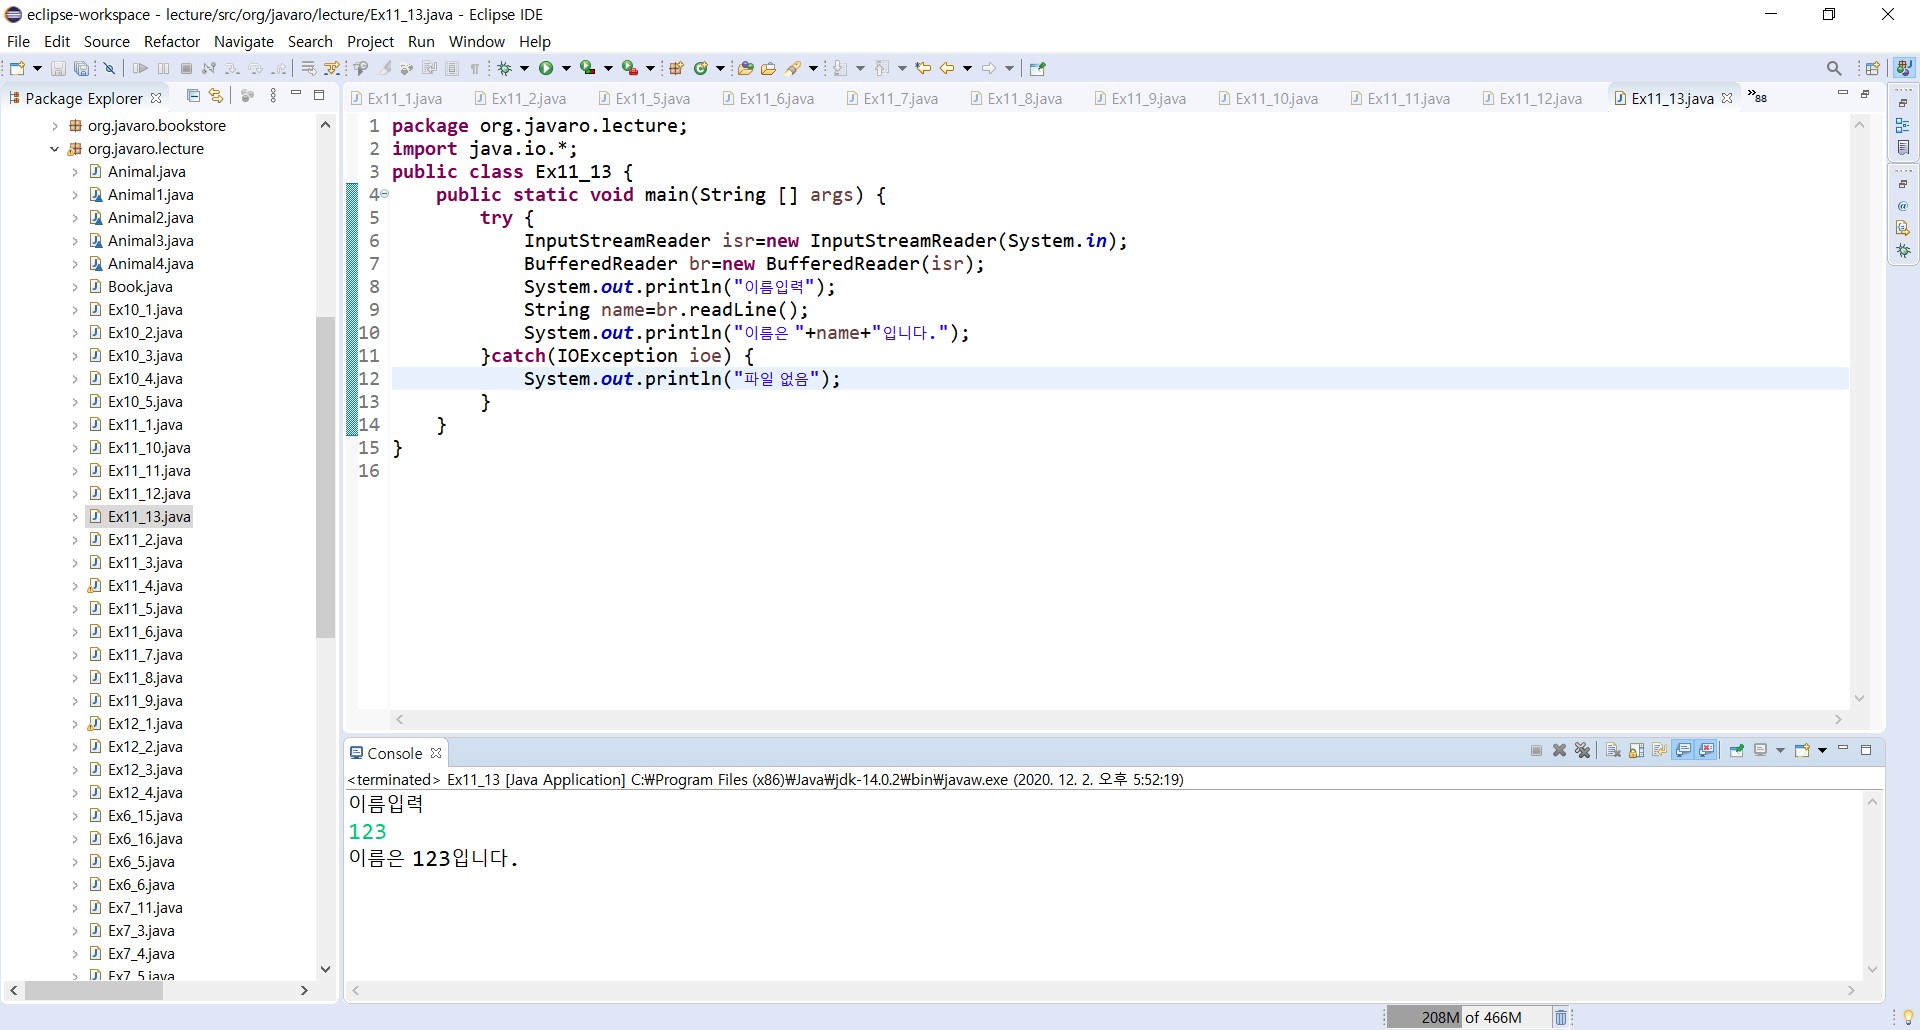 eclipse-workspace - lecture/src/org/javaro/lecture/Ex11_13.java - Eclipse IDE
File Edit Source Refactor Navigate Search Project Run Window Help
Package Explorer
org.javaro.bookstore
org.javaro.lecture
Animal.java
Animal1.java
Animal2.java
Animal3.java
Animal4.java
Book.java
Ex10_1.java
Ex10_2.java
Ex10_3.java
Ex10_4.java
Ex10_5.java
Ex11_1.java
Ex11_10.java
Ex11_11.java
Ex11_12.java
Ex11_13.java
Ex11_2.java
Ex11_3.java
Ex11_4.java
Ex11_5.java
Ex11_6.java
Ex11_7.java
Ex11_8.java
Ex11_9.java
Ex12_1.java
Ex12_2.java
Ex12_3.java
Ex12_4.java
Ex6_15.java
Ex6_16.java
Ex6_5.java
Ex6_6.java
Ex7_11.java
Ex7_3.java
Ex7_4.java
Ex7_5.java
Ex11_1.java Ex11_2.java Ex11_5.java Ex11_6.java Ex11_7.java Ex11_8.java Ex11_9.java Ex11_10.java Ex11_11.java Ex11_12.java Ex11_13.java »88
1 package org.javaro.lecture;
2 import java.io.*;
3 public class Ex11_13 {
4 public static void main(String [] args) {
5 try {
6 InputStreamReader isr=new InputStreamReader(System.in);
7 BufferedReader br=new BufferedReader(isr);
8 System.out.println("이름입력");
9 String name=br.readLine();
10 System.out.println("이름은 "+name+"입니다.");
11 }catch(IOException ioe) {
12 System.out.println("파일 없음");
13 }
14 }
15 }
16
Console
<terminated> Ex11_13 [Java Application] C:₩Program Files (x86)₩Java₩jdk-14.0.2₩bin₩javaw.exe (2020. 12. 2. 오후 5:52:19)
이름입력
123
이름은 123입니다.
208M of 466M